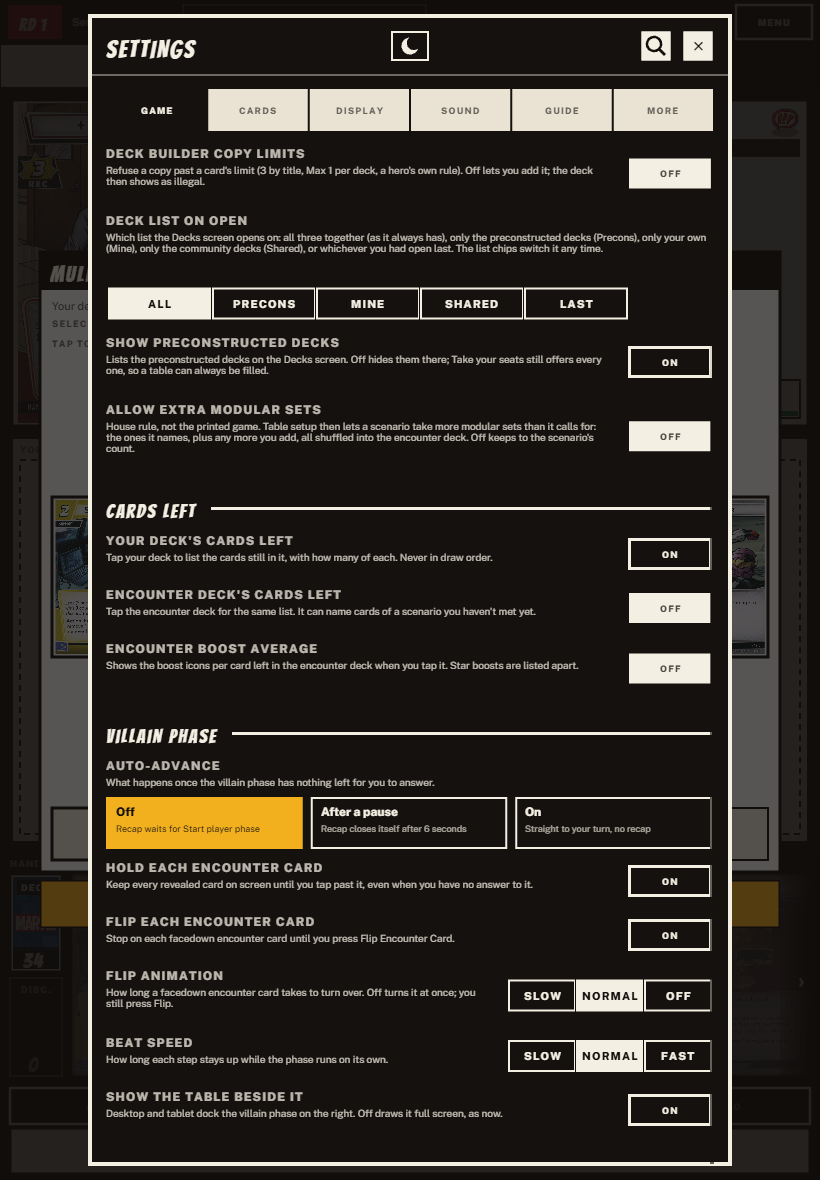 RD 1
SETTINGS
×
MENU
GAME
CARDS
DISPLAY
SOUND
GUIDE
MORE
DECK BUILDER COPY LIMITS
Refuse a copy past a card's limit (3 by title, Max 1 per deck, a hero's own rule). Off lets you add it; the deck
then shows as illegal.
OFF
DECK LIST ON OPEN
Which list the Decks screen opens on: all three together (as it always has), only the preconstructed decks (Precons), only your own
(Mine), only the community decks (Shared), or whichever you had open last. The list chips switch it any time.
ALL
PRECONS
MINE
SHARED
LAST
SHOW PRECONSTRUCTED DECKS
Lists the preconstructed decks on the Decks screen. Off hides them there; Take your seats still offers every
one, so a table can always be filled.
ON
ALLOW EXTRA MODULAR SETS
House rule, not the printed game. Table setup then lets a scenario take more modular sets than it calls for:
the ones it names, plus any more you add, all shuffled into the encounter deck. Off keeps to the scenario's
count.
OFF
CARDS LEFT
YOUR DECK'S CARDS LEFT
Tap your deck to list the cards still in it, with how many of each. Never in draw order.
ON
ENCOUNTER DECK'S CARDS LEFT
Tap the encounter deck for the same list. It can name cards of a scenario you haven't met yet.
OFF
ENCOUNTER BOOST AVERAGE
Shows the boost icons per card left in the encounter deck when you tap it. Star boosts are listed apart.
OFF
VILLAIN PHASE
AUTO-ADVANCE
What happens once the villain phase has nothing left for you to answer.
Off
Recap waits for Start player phase
After a pause
Recap closes itself after 6 seconds
On
Straight to your turn, no recap
HOLD EACH ENCOUNTER CARD
Keep every revealed card on screen until you tap past it, even when you have no answer to it.
ON
FLIP EACH ENCOUNTER CARD
Stop on each facedown encounter card until you press Flip Encounter Card.
ON
FLIP ANIMATION
How long a facedown encounter card takes to turn over. Off turns it at once; you
still press Flip.
SLOW
NORMAL
OFF
BEAT SPEED
How long each step stays up while the phase runs on its own.
SLOW
NORMAL
FAST
SHOW THE TABLE BESIDE IT
Desktop and tablet dock the villain phase on the right. Off draws it full screen, as now.
ON
3
REC
MUL
Your de
SELEC
TAP TO
HAND
34
DISC.
0